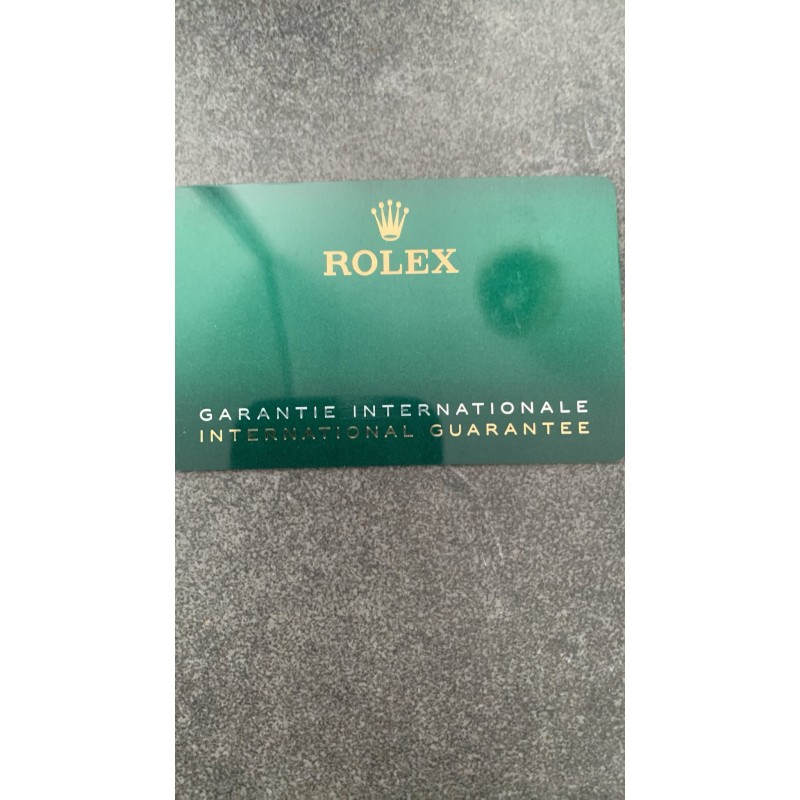 ROLEX
GARANTIE INTERNATIONALE
INTERNATIONAL GUARANTEE